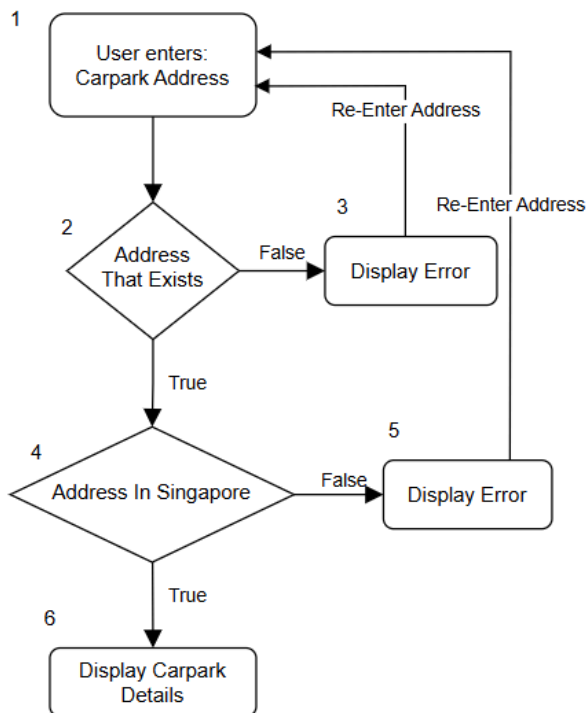 1
User enters:
Carpark Address
Re-Enter Address
3
Re-Enter Address
2
Address
That Exists
False
Display Error
True
5
4
Address In Singapore
False
Display Error
True
6
Display Carpark
Details